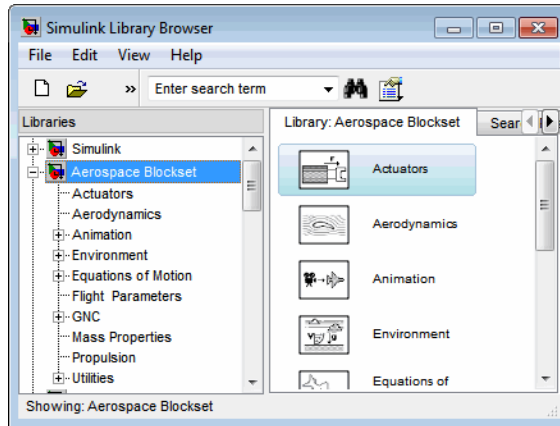 Simulink Library Browser
File Edit View Help
» Enter search term
Libraries
Simulink
Aerospace Blockset
Actuators
Aerodynamics
Animation
Environment
Equations of Motion
Flight Parameters
GNC
Mass Properties
Propulsion
Utilities
Library: Aerospace Blockset Sear
Actuators
Aerodynamics
Animation
Environment
Equations of
Showing: Aerospace Blockset